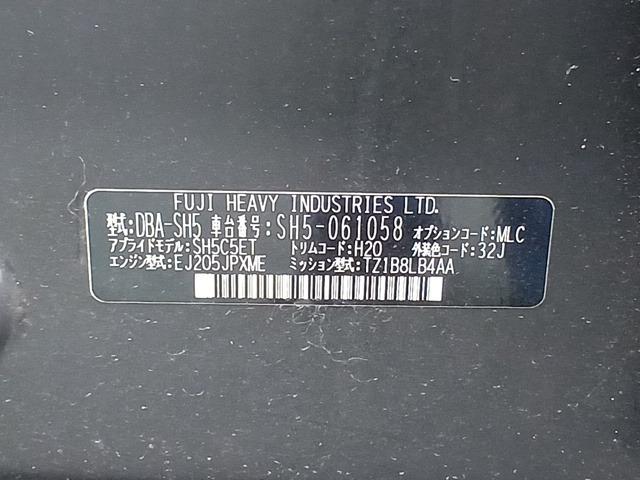 FUJI HEAVY INDUSTRIES LTD.
型式:DBA-SH5 車台番号:SH5-061058 オプションコード:MLC
アプライドモデル:SH5C5ET トリムコード:H20 外装色コード:32J
エンジン型式:EJ205JPXME ミッション型式:TZ1B8LB4AA